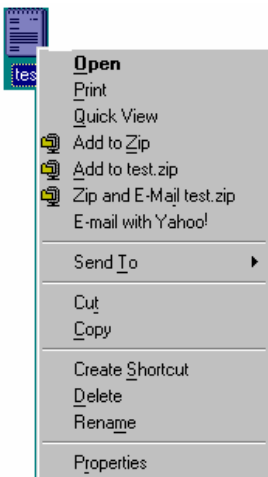 tes
Open
Print
Quick View
Add to Zip
Add to test.zip
Zip and E-Mail test.zip
E-mail with Yahoo!
Send To
Cut
Copy
Create Shortcut
Delete
Rename
Properties